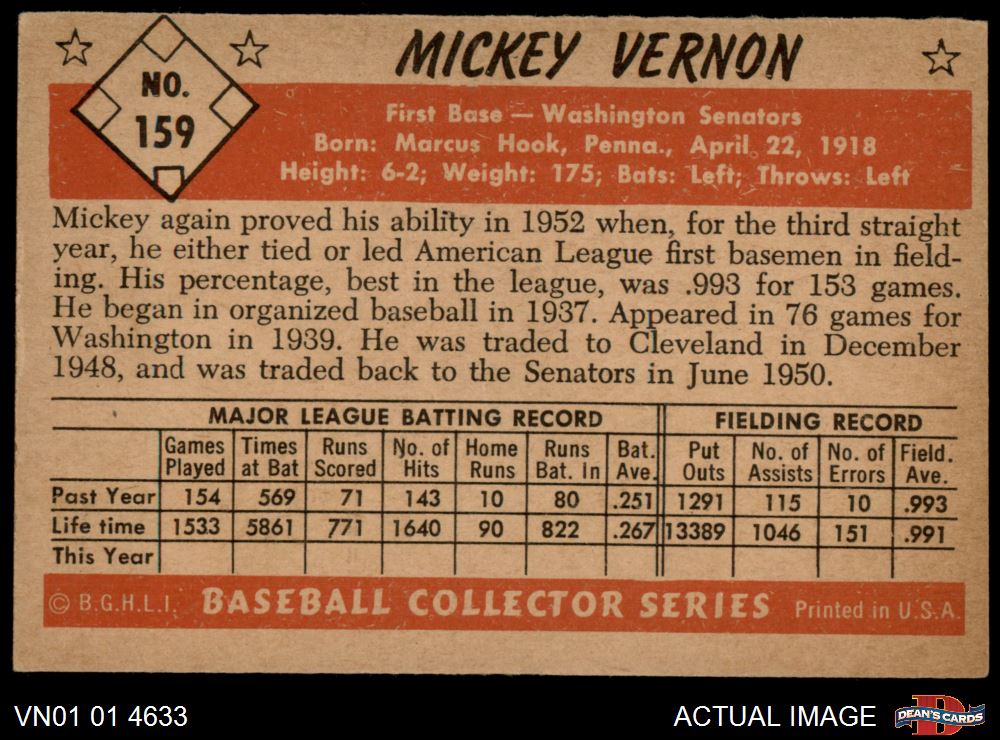 MICKEY VERNON
NO.
159
First Base — Washington Senators
Born: Marcus Hook, Penna., April 22, 1918
Height: 6-2; Weight: 175; Bats: Left; Throws: Left
Mickey again proved his ability in 1952 when, for the third straight
year, he either tied or led American League first basemen in field-
ing. His percentage, best in the league, was .993 for 153 games.
He began in organized baseball in 1937. Appeared in 76 games for
Washington in 1939. He was traded to Cleveland in December
1948, and was traded back to the Senators in June 1950.
MAJOR LEAGUE BATTING RECORD FIELDING RECORD
Games Times Runs No. of Home Runs Bat. Put No. of No. of Field.
Played at Bat Scored Hits Runs Bat. In Ave. Outs Assists Errors Ave.
Past Year 154 569 71 143 10 80 .251 1291 115 10 .993
Life time 1533 5861 771 1640 90 822 .267 13389 1046 151 .991
This Year
© B.G.H.L.I. BASEBALL COLLECTOR SERIES Printed in U.S.A.
VN01 01 4633 ACTUAL IMAGE D DEAN'S CARDS